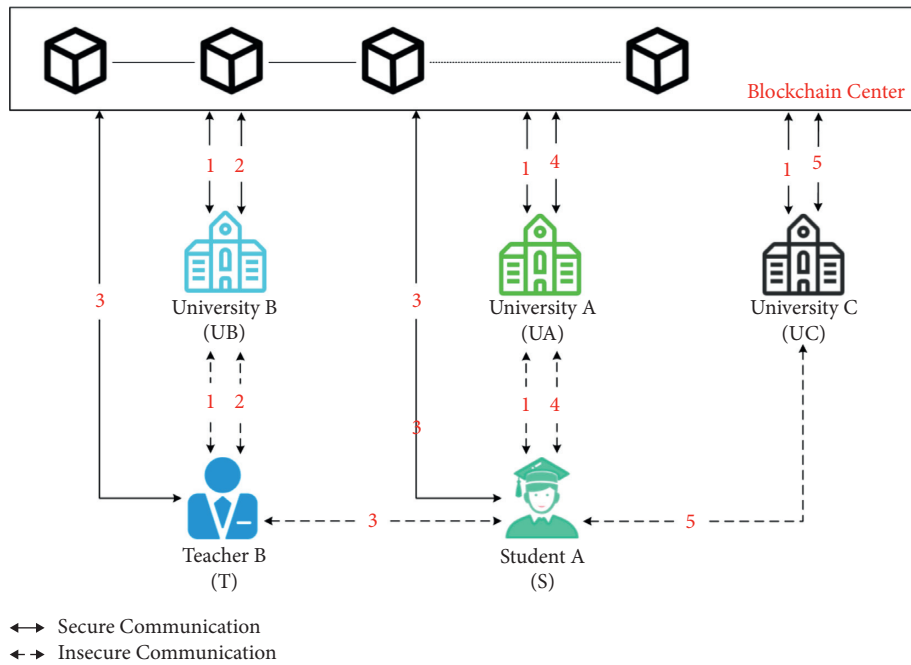 Blockchain Center
1
2
1
4
1
5
3
3
University B
(UB)
University A
(UA)
University C
(UC)
1
2
1
4
3
3
5
Teacher B
(T)
Student A
(S)
Secure Communication
Insecure Communication